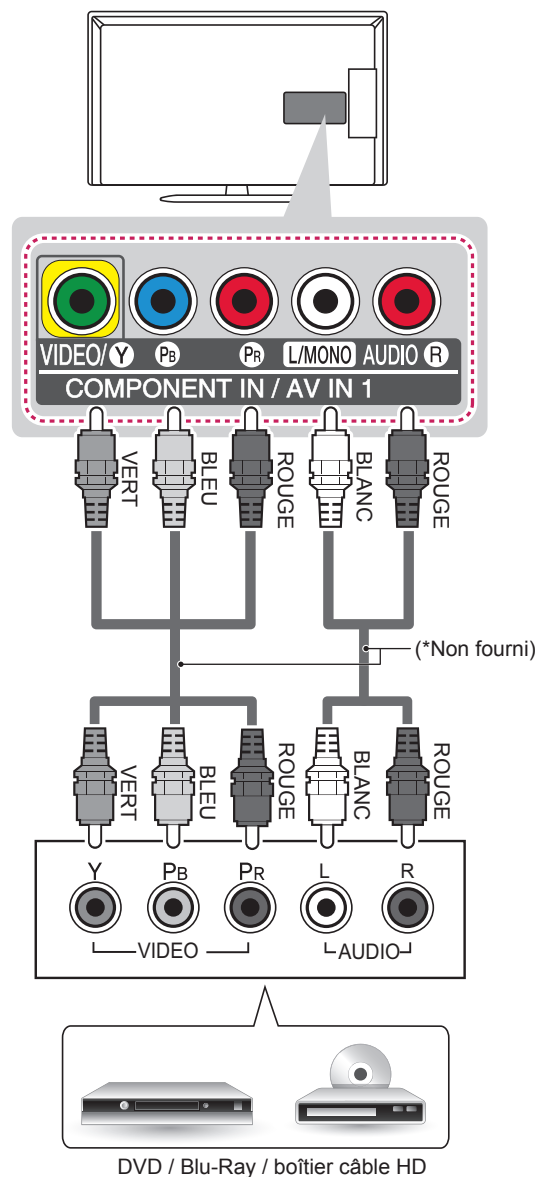 VIDEO/ Y PB PR L/MONO AUDIO R
COMPONENT IN / AV IN 1
VERT BLEU ROUGE BLANC ROUGE
(*Non fourni)
VERT BLEU ROUGE BLANC ROUGE
Y PB PR L R
VIDEO AUDIO
DVD / Blu-Ray / boîtier câble HD